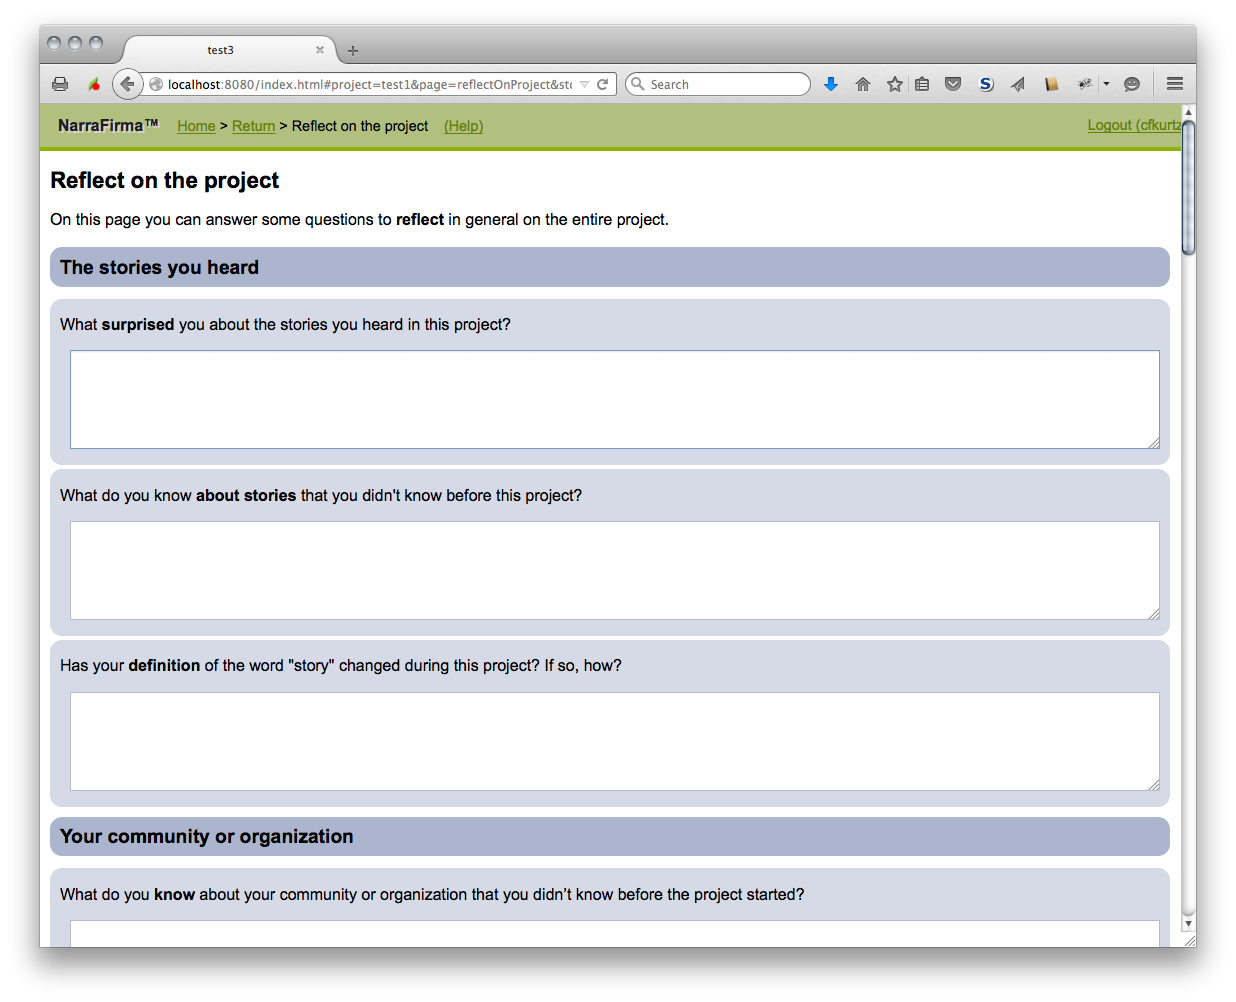 test3
localhost:8080/index.html#project=test1&page=reflectOnProject&st
Search
NarraFirma™ Home > Return > Reflect on the project (Help) Logout (cfkurtz
Reflect on the project
On this page you can answer some questions to reflect in general on the entire project.
The stories you heard
What surprised you about the stories you heard in this project?
What do you know about stories that you didn't know before this project?
Has your definition of the word "story" changed during this project? If so, how?
Your community or organization
What do you know about your community or organization that you didn’t know before the project started?